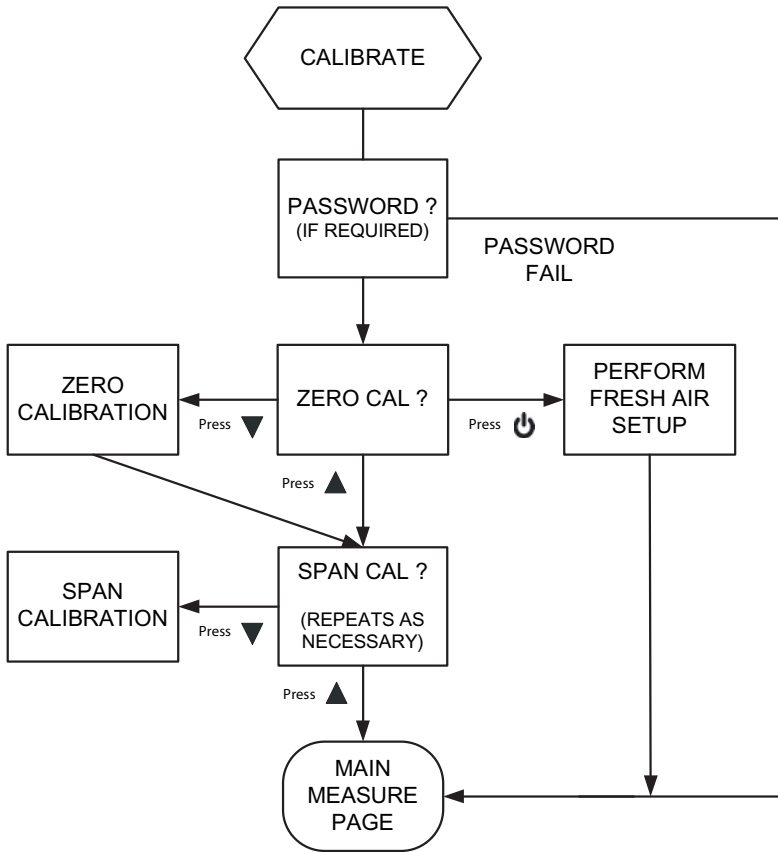 CALIBRATE
PASSWORD ?
(IF REQUIRED)
PASSWORD
FAIL
ZERO
CALIBRATION
Press
ZERO CAL ?
Press
PERFORM
FRESH AIR
SETUP
Press
SPAN
CALIBRATION
Press
SPAN CAL ?
(REPEATS AS
NECESSARY)
Press
MAIN
MEASURE
PAGE